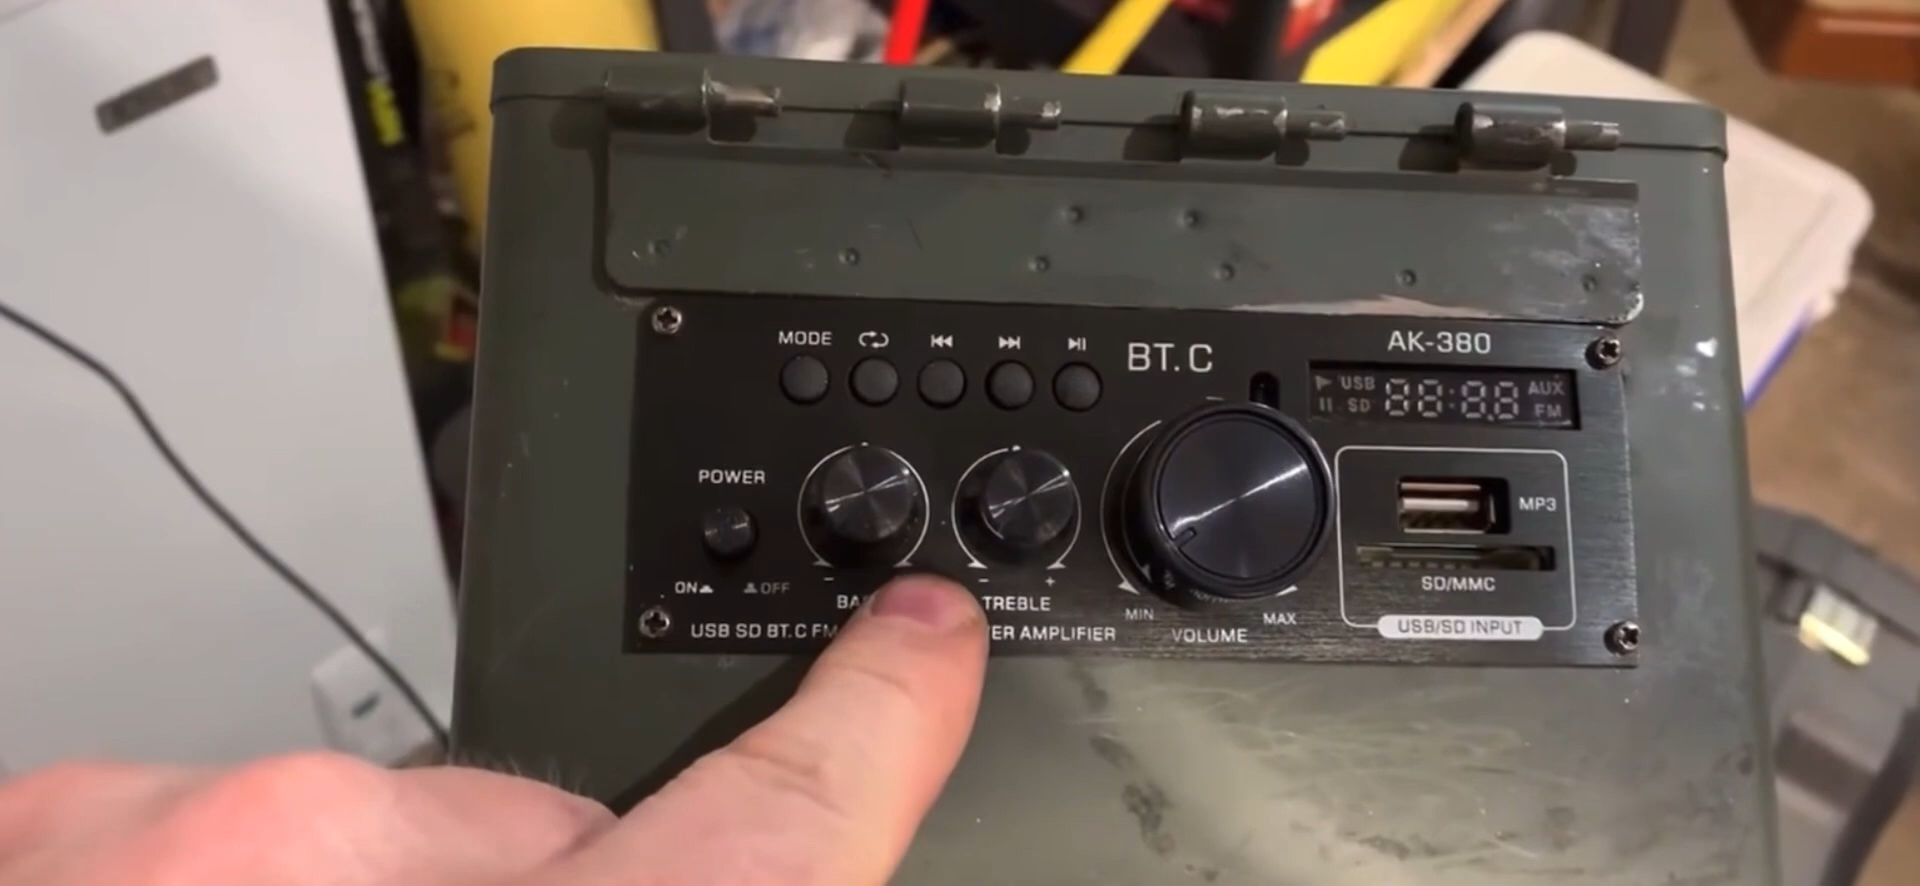 MODE
BT.C
AK-380
USB 88:88 AUX
SD FM
POWER
MP3
ON OFF
SD/MMC
TREBLE
MIN
MAX
USB SD BT.C FM
AMPLIFIER
VOLUME
USB/SD INPUT